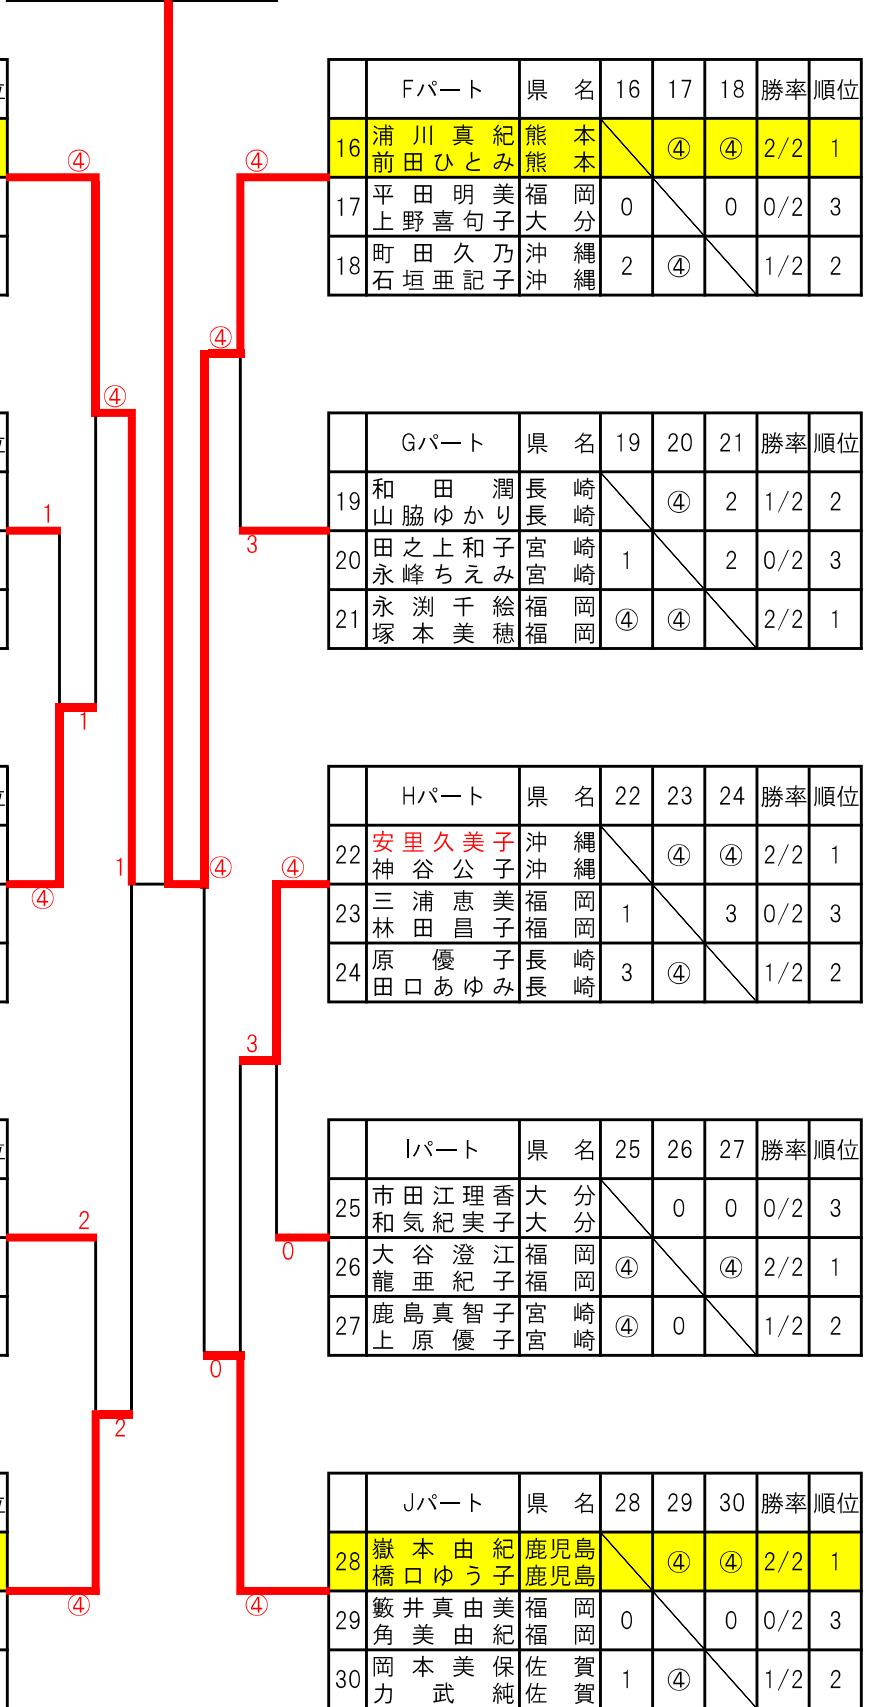 Fパート 県 名 16 17 18 勝率 順位
16 浦川真紀 熊本 ④ ④ 2/2 1
前田ひとみ 熊本
17 平田明美 福岡 0 0 0/2 3
上野喜句子 大分
18 町田久乃 沖縄 2 ④ 1/2 2
石垣亜記子 沖縄
④ ④
④
④
Gパート 県 名 19 20 21 勝率 順位
19 和田潤 長崎 ④ 2 1/2 2
山脇ゆかり 長崎
20 田之上和子 宮崎 1 2 0/2 3
永峰ちえみ 宮崎
21 永渕千絵 福岡 ④ ④ 2/2 1
塚本美穂 福岡
1 3
1
Hパート 県 名 22 23 24 勝率 順位
22 安里久美子 沖縄 ④ ④ 2/2 1
神谷公子 沖縄
23 三浦恵美 福岡 1 3 0/2 3
林田昌子 福岡
24 原優子 長崎 3 ④ 1/2 2
田口あゆみ 長崎
1 ④ ④
④
3
Iパート 県 名 25 26 27 勝率 順位
25 市田江理香 大分 0 0 0/2 3
和気紀実子 大分
26 大谷澄江 福岡 ④ ④ 2/2 1
龍亜紀子 福岡
27 鹿島真智子 宮崎 ④ 0 1/2 2
上原優子 宮崎
2 0
0
2
Jパート 県 名 28 29 30 勝率 順位
28 嶽本由紀 鹿児島 ④ ④ 2/2 1
橋口ゆう子 鹿児島
29 籔井真由美 福岡 0 0 0/2 3
角美由紀 福岡
30 岡本美保 佐賀 1 ④ 1/2 2
力武純 佐賀
④ ④